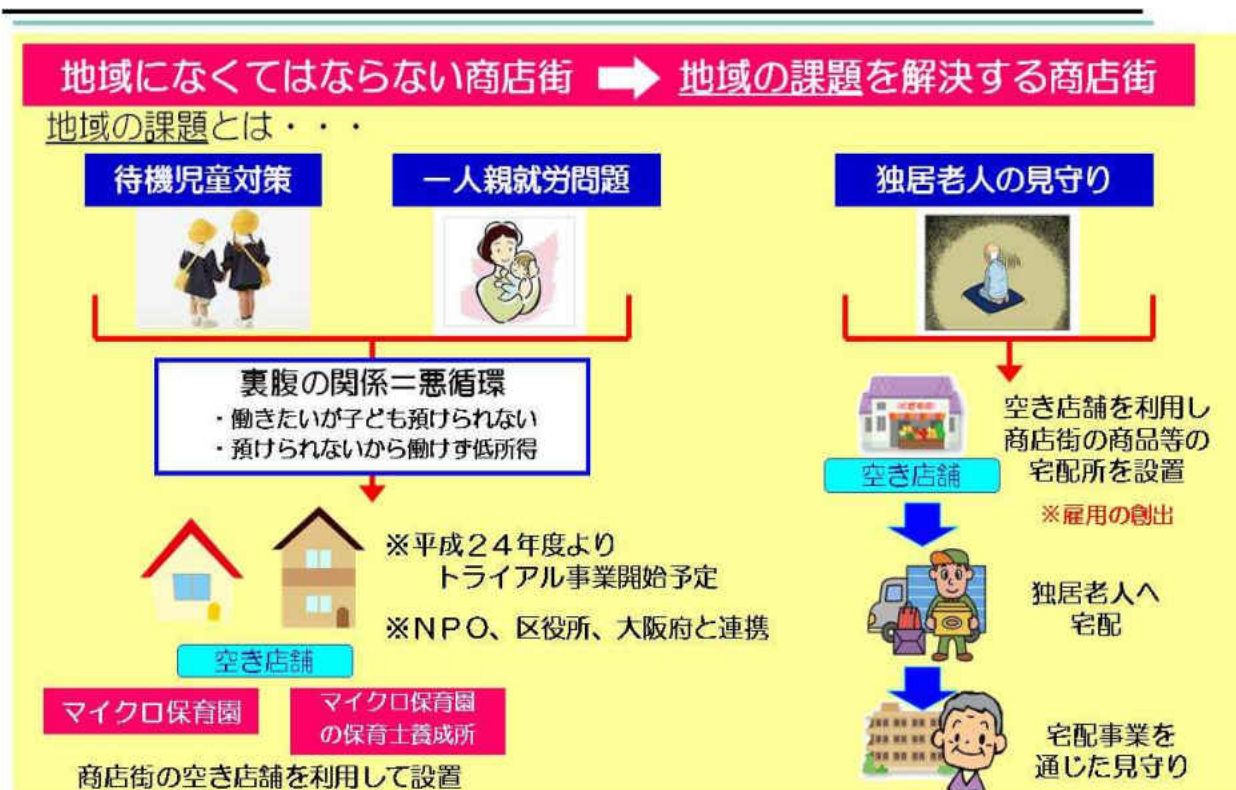 地域になくてはならない商店街 ➡ 地域の課題を解決する商店街
地域の課題とは・・・
待機児童対策
一人親就労問題
裏腹の関係＝悪循環
・働きたいが子ども預けられない
・預けられないから働けず低所得
※平成２４年度より
トライアル事業開始予定
※ＮＰＯ、区役所、大阪府と連携
空き店舗
マイクロ保育園
マイクロ保育園
の保育士養成所
商店街の空き店舗を利用して設置
独居老人の見守り
空き店舗
空き店舗を利用し
商店街の商品等の
宅配所を設置
※雇用の創出
独居老人へ
宅配
宅配事業を
通じた見守り